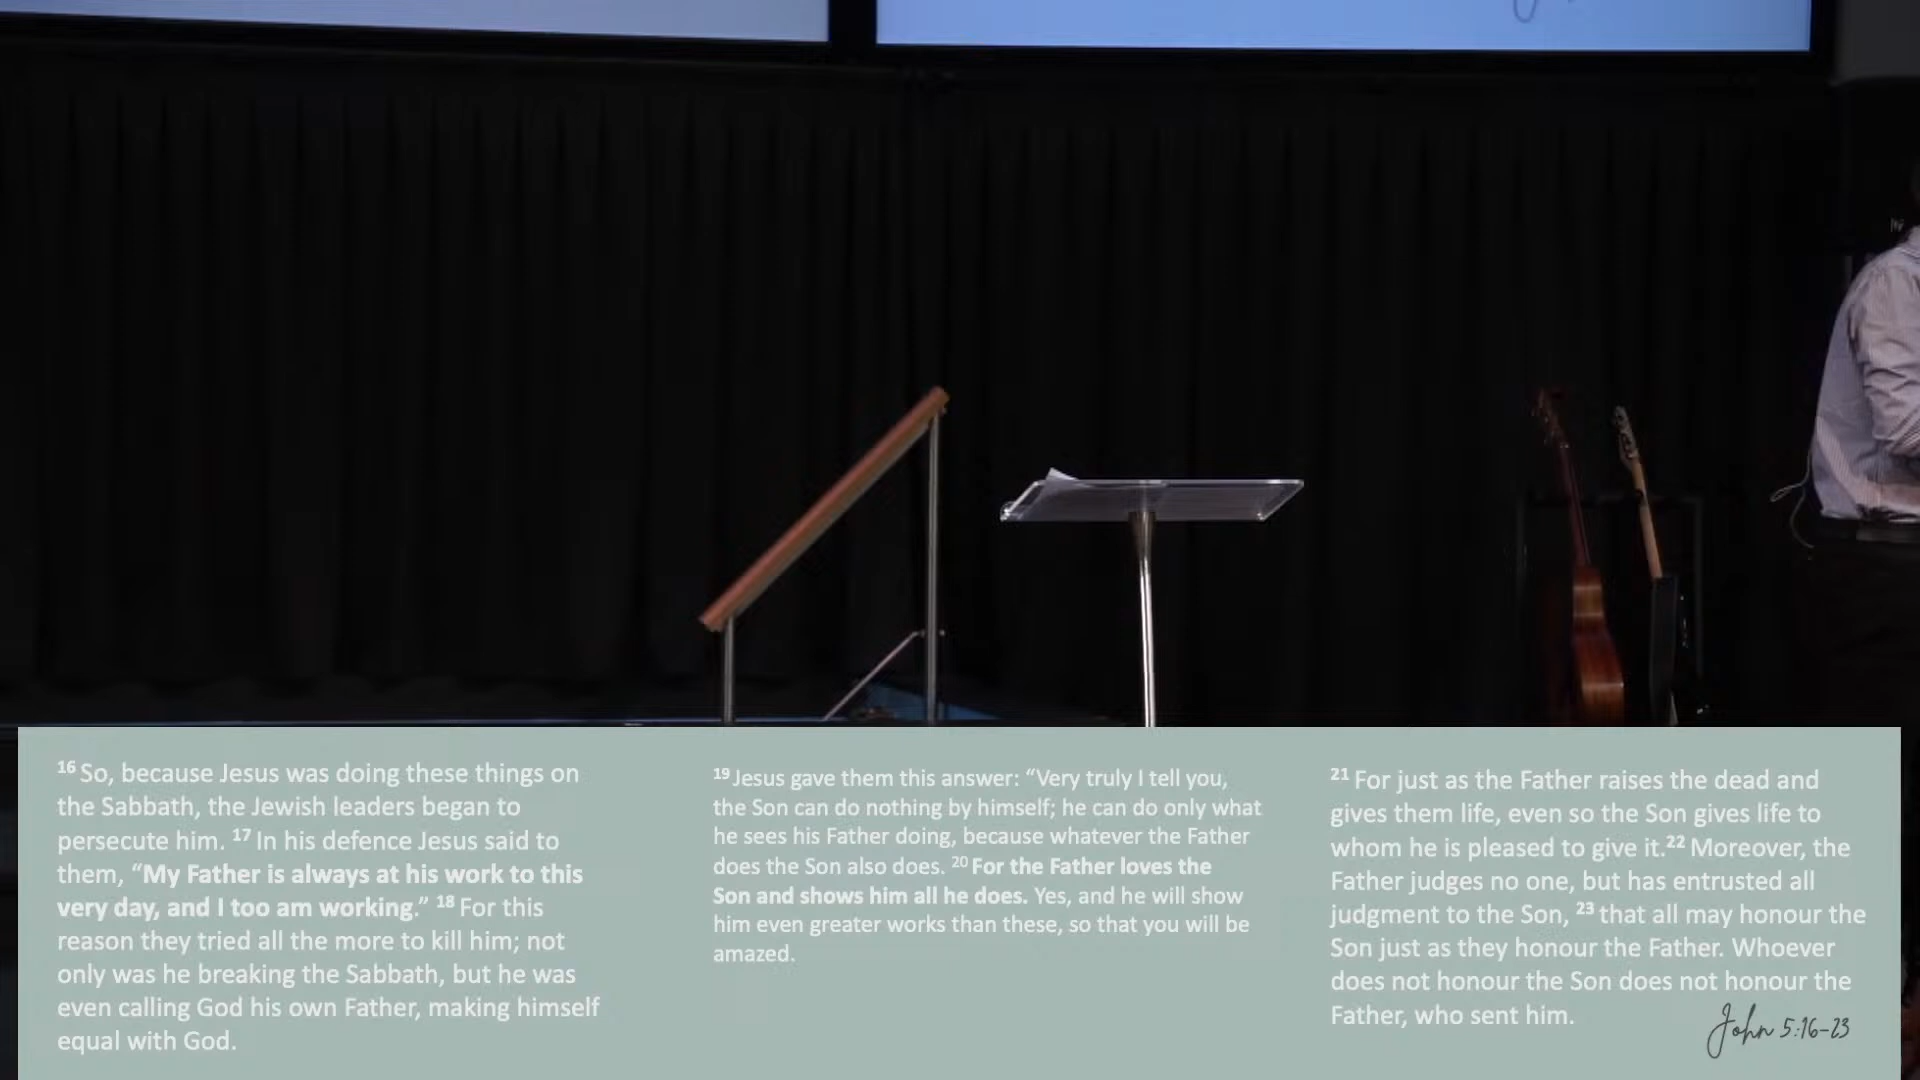 16 So, because Jesus was doing these things on
the Sabbath, the Jewish leaders began to
persecute him. 17 In his defence Jesus said to
them, “My Father is always at his work to this
very day, and I too am working.” 18 For this
reason they tried all the more to kill him; not
only was he breaking the Sabbath, but he was
even calling God his own Father, making himself
equal with God.
19 Jesus gave them this answer: “Very truly I tell you,
the Son can do nothing by himself; he can do only what
he sees his Father doing, because whatever the Father
does the Son also does. 20 For the Father loves the
Son and shows him all he does. Yes, and he will show
him even greater works than these, so that you will be
amazed.
21 For just as the Father raises the dead and
gives them life, even so the Son gives life to
whom he is pleased to give it.22 Moreover, the
Father judges no one, but has entrusted all
judgment to the Son, 23 that all may honour the
Son just as they honour the Father. Whoever
does not honour the Son does not honour the
Father, who sent him.
John 5:16-23